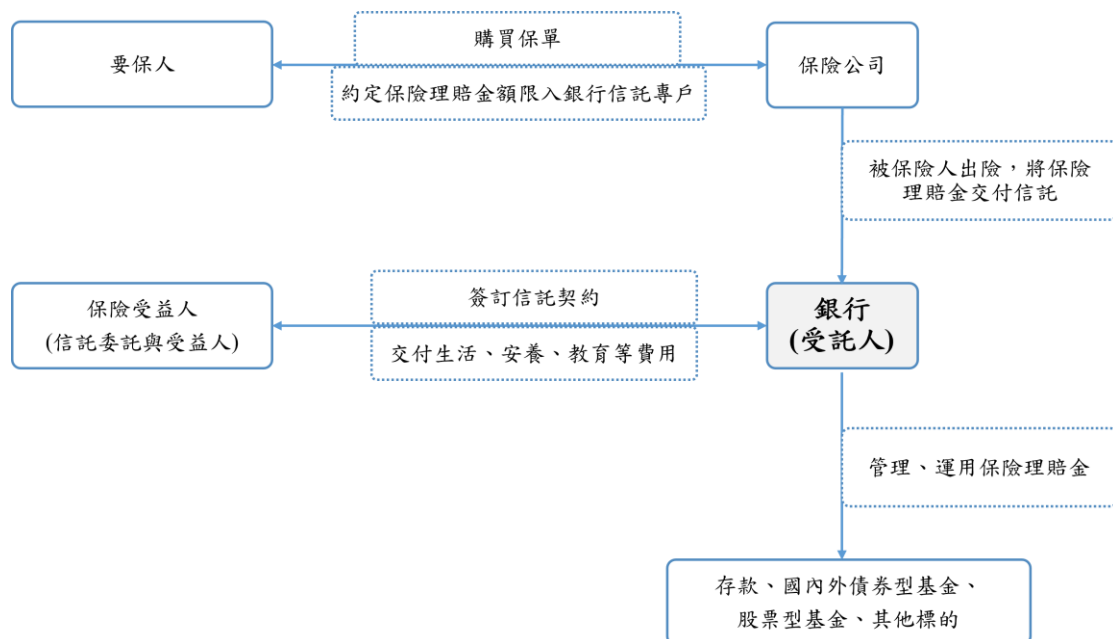 購買保單
要保人
保險公司
約定保險理賠金額限入銀行信託專戶
被保險人出險，將保險
理賠金交付信託
簽訂信託契約
保險受益人
(信託委託與受益人)
銀行
(受託人)
交付生活、安養、教育等費用
管理、運用保險理賠金
存款、國內外債券型基金、
股票型基金、其他標的